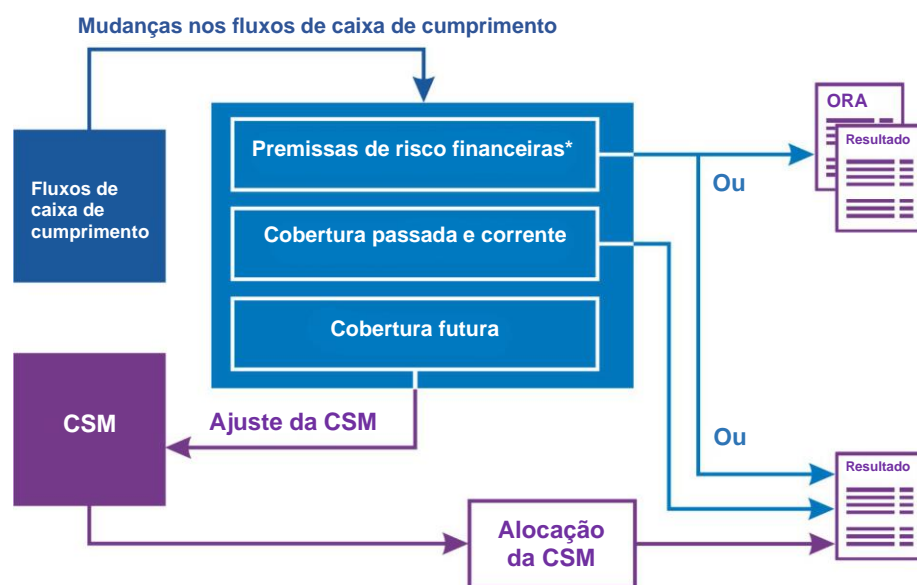 Mudanças nos fluxos de caixa de cumprimento
ORA
Resultado
Premissas de risco financeiras*
Ou
Fluxos de
caixa de
cumprimento
Cobertura passada e corrente
Cobertura futura
CSM
Ajuste da CSM
Ou
Resultado
Alocação
da CSM